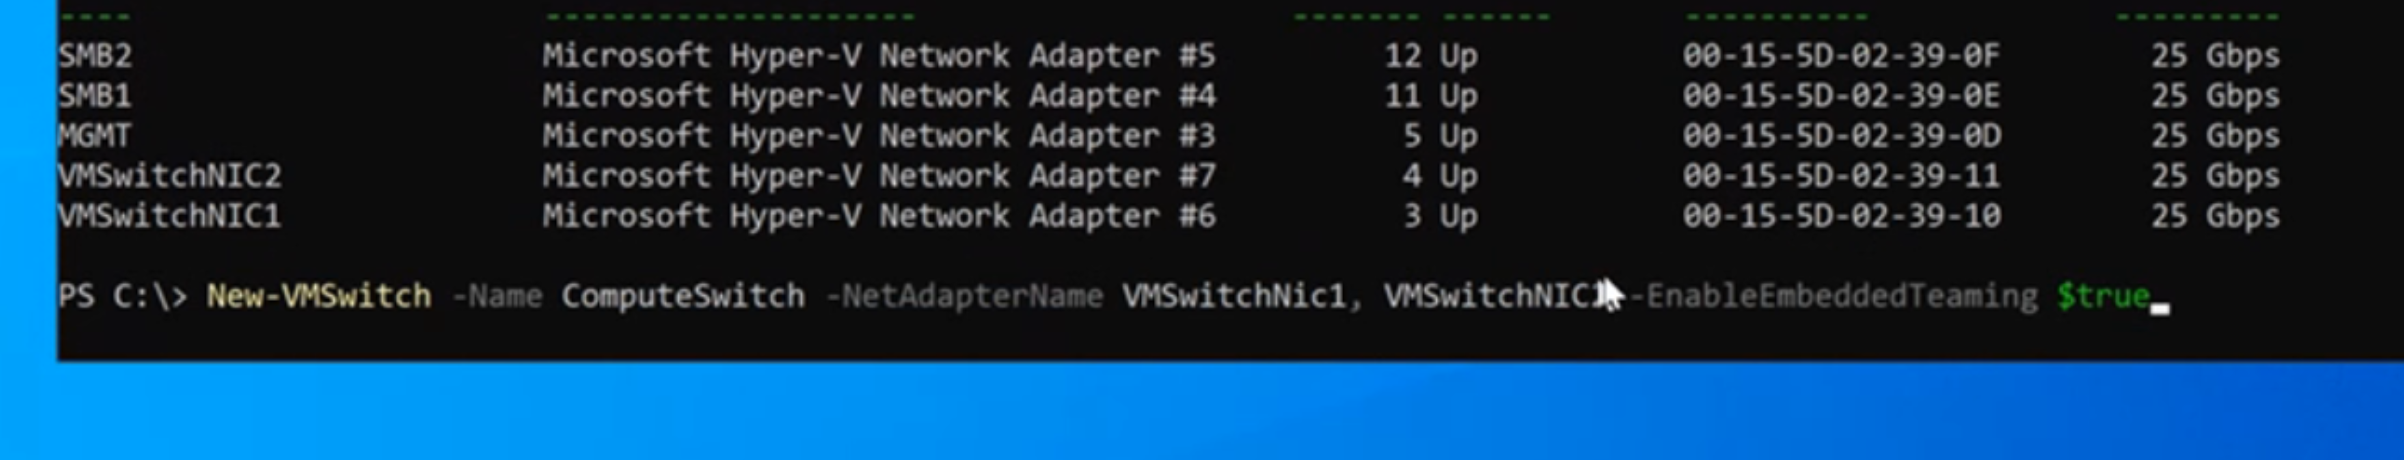 ---- -------------------- ------- ------ ---------- ---------
SMB2 Microsoft Hyper-V Network Adapter #5 12 Up 00-15-5D-02-39-0F 25 Gbps
SMB1 Microsoft Hyper-V Network Adapter #4 11 Up 00-15-5D-02-39-0E 25 Gbps
MGMT Microsoft Hyper-V Network Adapter #3 5 Up 00-15-5D-02-39-0D 25 Gbps
VMSwitchNIC2 Microsoft Hyper-V Network Adapter #7 4 Up 00-15-5D-02-39-11 25 Gbps
VMSwitchNIC1 Microsoft Hyper-V Network Adapter #6 3 Up 00-15-5D-02-39-10 25 Gbps
PS C:\> New-VMSwitch -Name ComputeSwitch -NetAdapterName VMSwitchNic1, -EnableEmbeddedTeaming $true